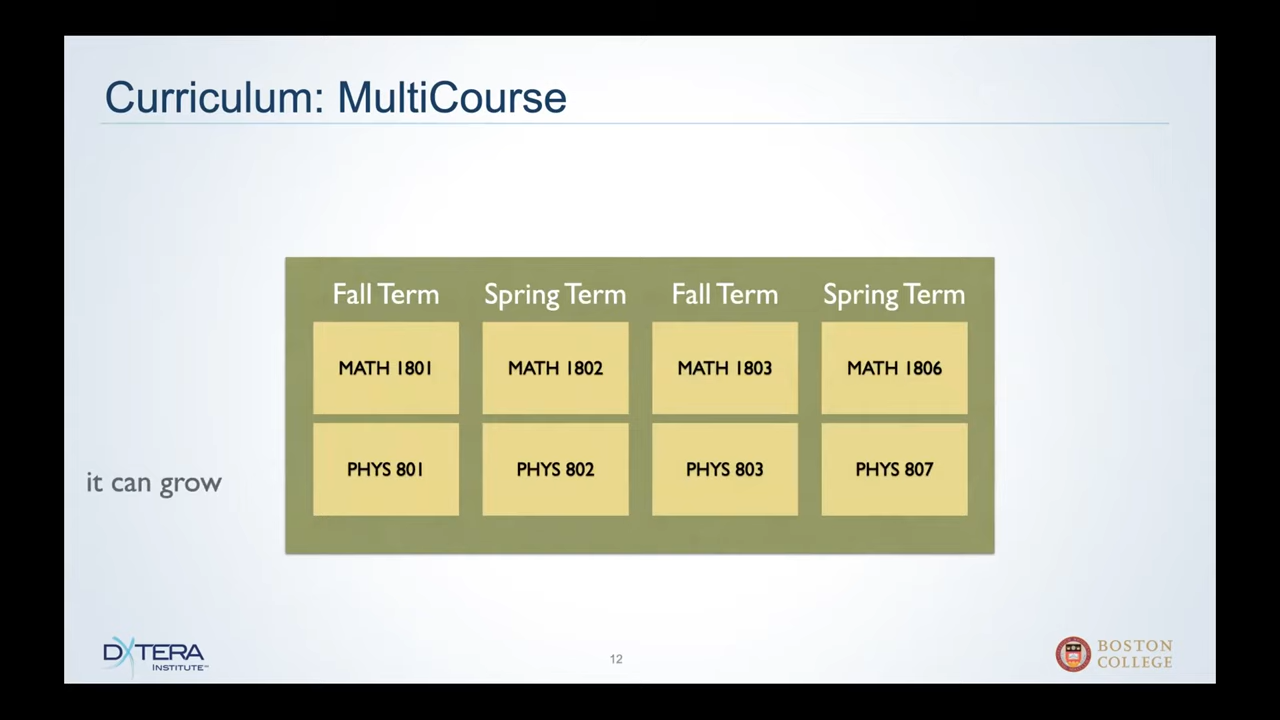 Curriculum: MultiCourse
Fall Term Spring Term Fall Term Spring Term
MATH 1801 MATH 1802 MATH 1803 MATH 1806
PHYS 801 PHYS 802 PHYS 803 PHYS 807
it can grow
DXTERA
INSTITUTE™
12
BOSTON
COLLEGE